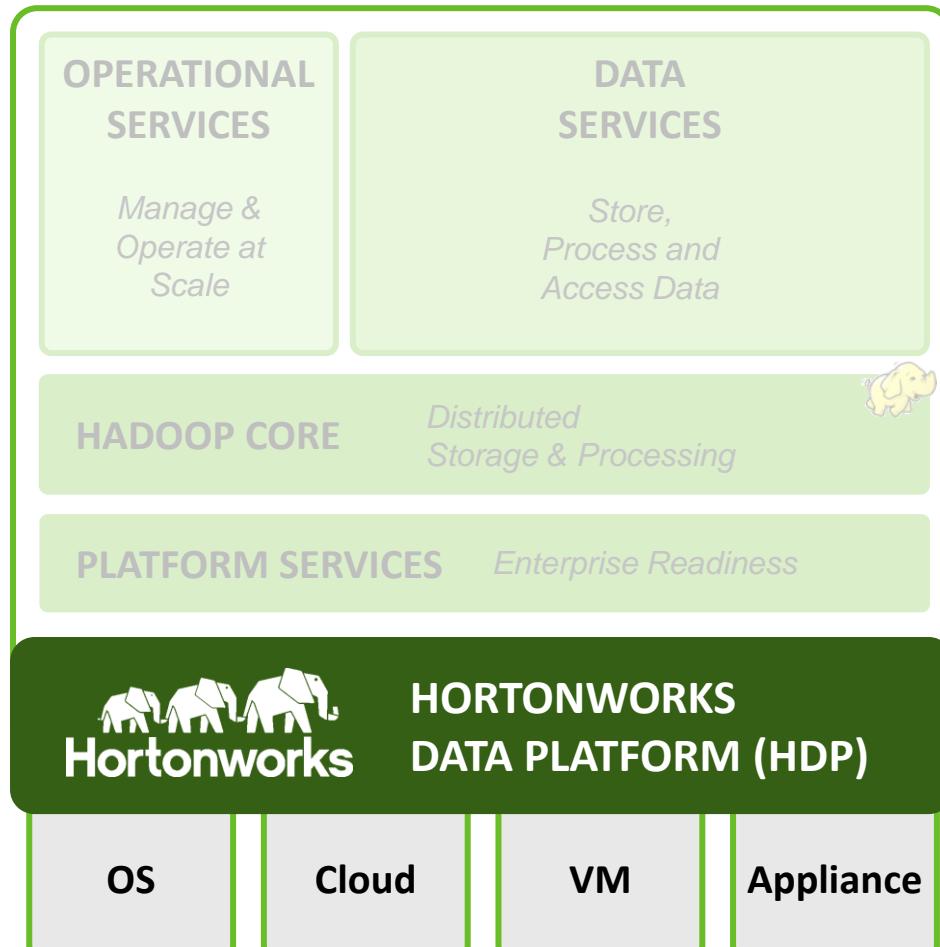 OPERATIONAL
SERVICES
Manage &
Operate at
Scale
DATA
SERVICES
Store,
Process and
Access Data
HADOOP CORE
Distributed
Storage & Processing
PLATFORM SERVICES
Enterprise Readiness
Hortonworks
HORTONWORKS
DATA PLATFORM (HDP)
OS
Cloud
VM
Appliance